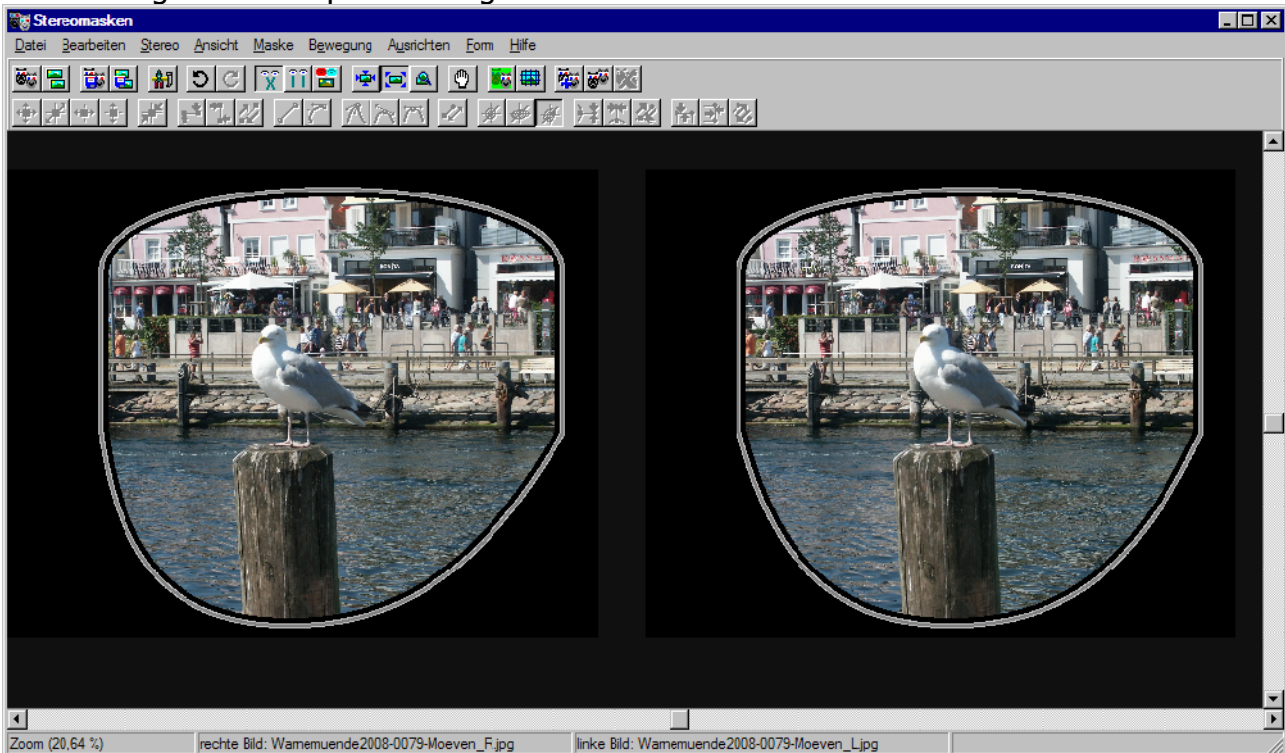 Stereomasken
Datei Bearbeiten Stereo Ansicht Maske Bewegung Ausrichten Form Hilfe
Zoom (20,64 %) rechte Bild: Warnemuende2008-0079-Moeven_R.jpg linke Bild: Warnemuende2008-0079-Moeven_L.jpg